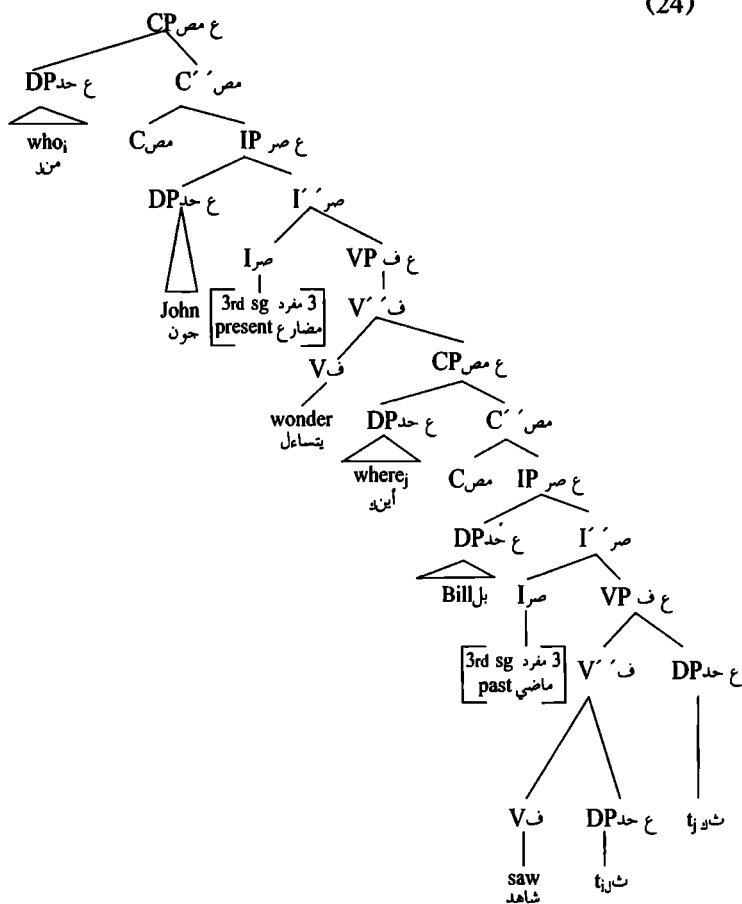 (24)
CP ع مص
DP ع حد C´´ مص
who i مص C IP ع صر
DP ع حد I´´ صر
I صر VP ع ف
John [3rd sg 3 مفرد V´´ ف
جون present مضارع]
V ف CP ع مص
wonder DP ع حد C´´ مص
يتساءل
where j C مص IP ع صر
DP ع حد I´´ صر
Bill بل I صر VP ع ف
[3rd sg 3 مفرد V´´ ف DP ع حد
past ماضي]
V ف DP ع حد t j
saw t i
شاهد